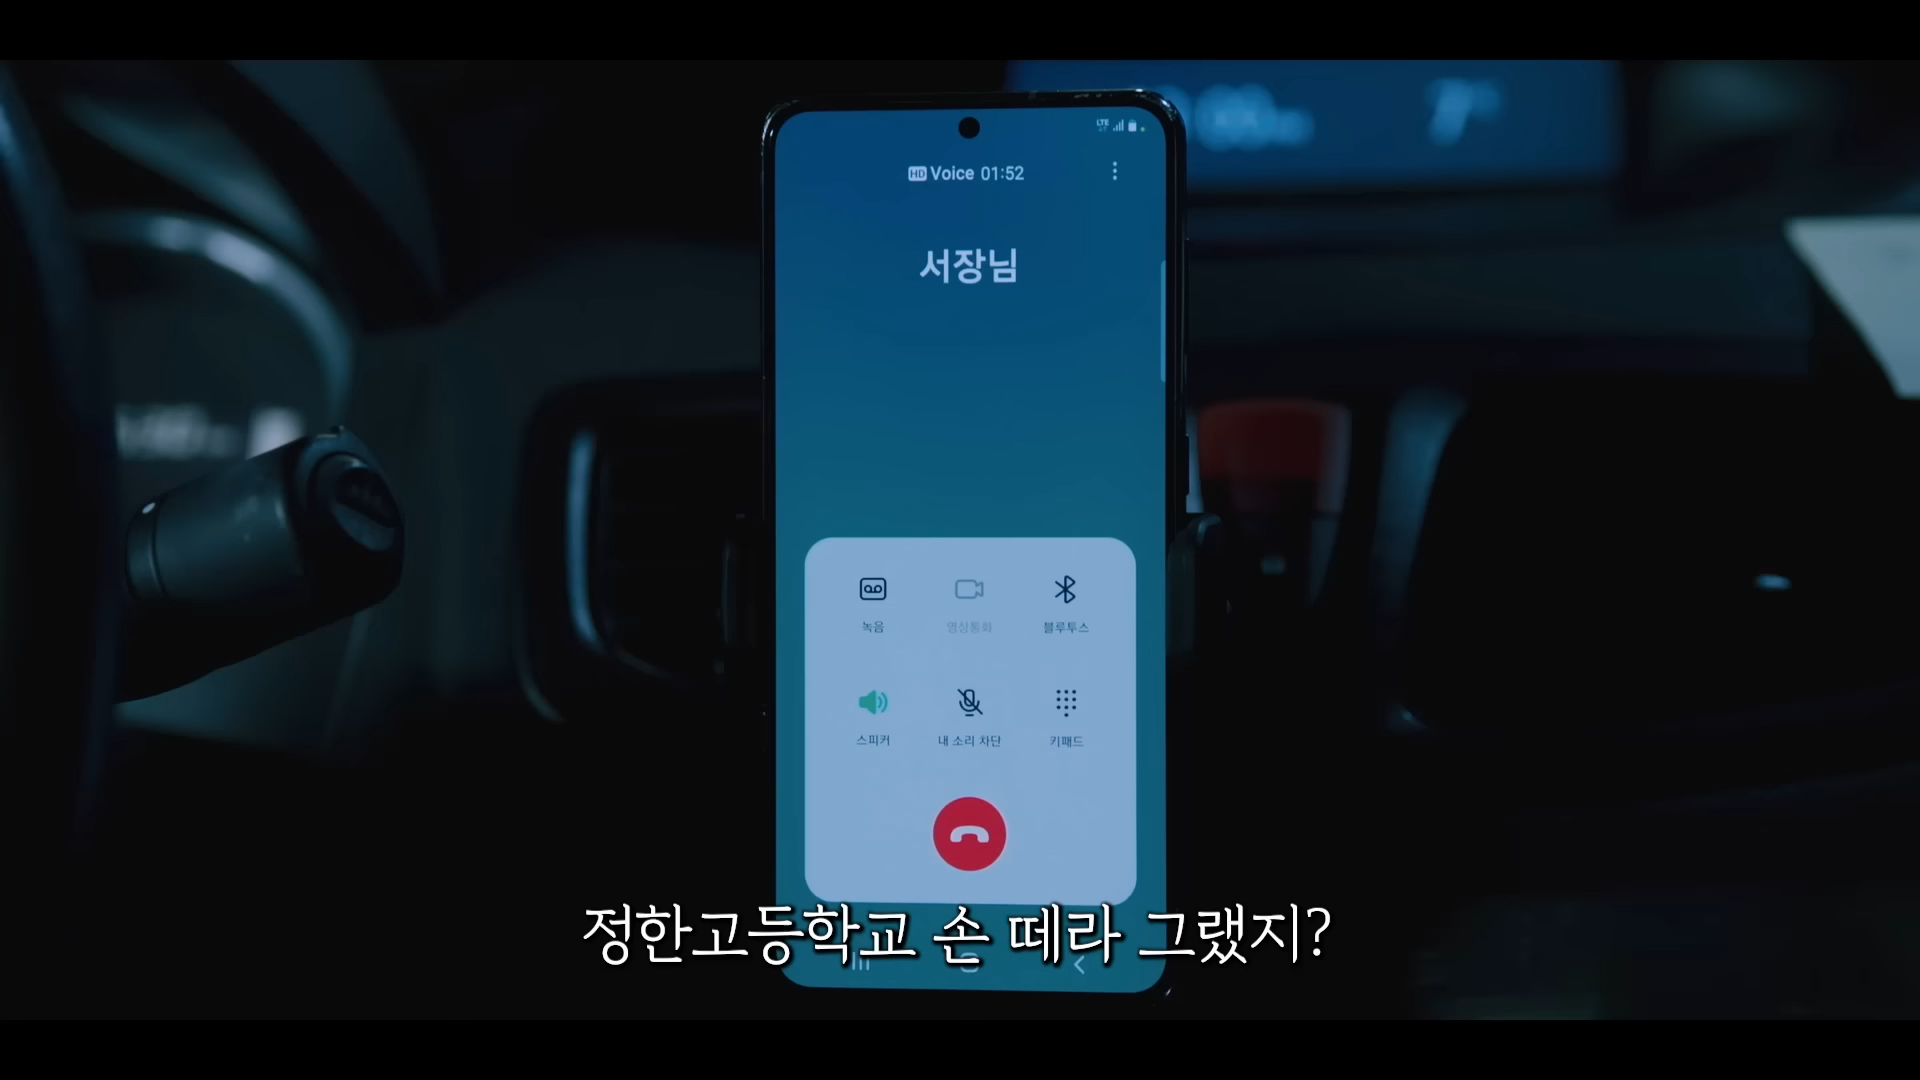 LTE
HD Voice 01:52
서장님
녹음 영상통화 블루투스
스피커 내 소리 차단 키패드
정한고등학교 손 떼라 그랬지?